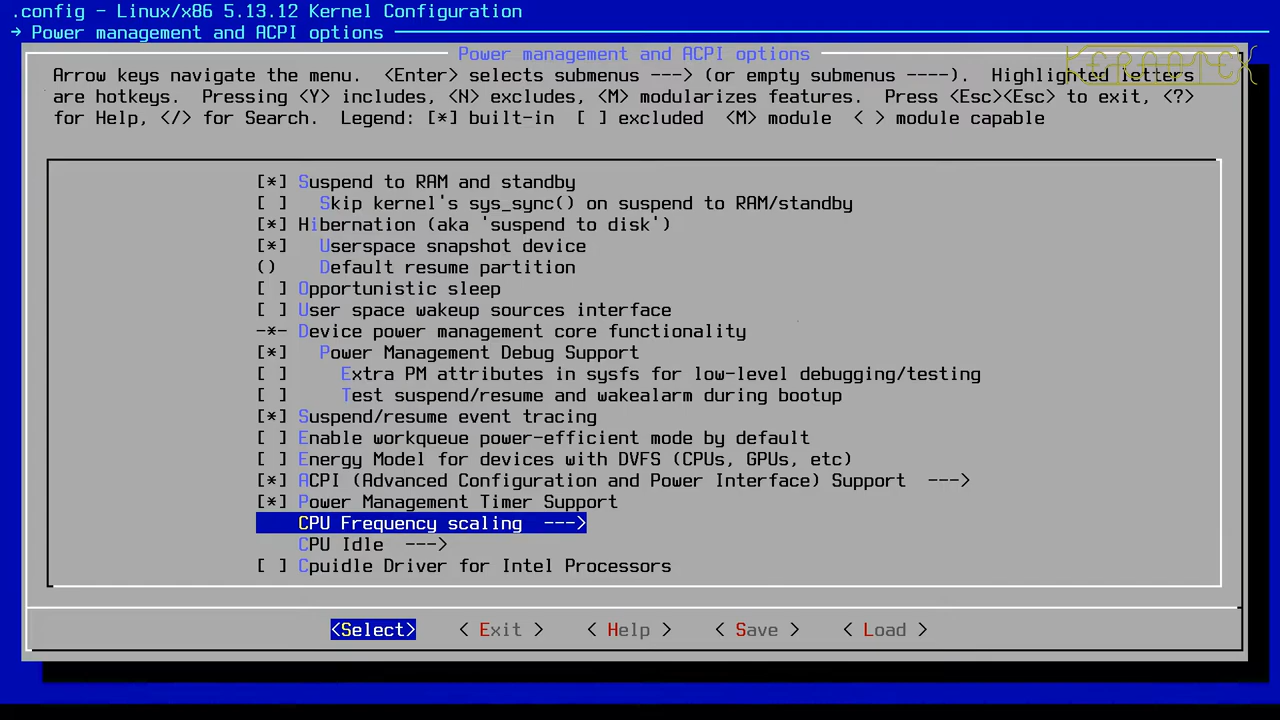 .config - Linux/x86 5.13.12 Kernel Configuration
→ Power management and ACPI options
Power management and ACPI options
KERNOTEX
Arrow keys navigate the menu. <Enter> selects submenus ---> (or empty submenus ----). Highlighted letters
are hotkeys. Pressing <Y> includes, <N> excludes, <M> modularizes features. Press <Esc><Esc> to exit, <?>
for Help, </> for Search. Legend: [*] built-in [ ] excluded <M> module < > module capable
[*] Suspend to RAM and standby
[ ] Skip kernel's sys_sync() on suspend to RAM/standby
[*] Hibernation (aka 'suspend to disk')
[*] Userspace snapshot device
() Default resume partition
[ ] Opportunistic sleep
[ ] User space wakeup sources interface
-*- Device power management core functionality
[*] Power Management Debug Support
[ ] Extra PM attributes in sysfs for low-level debugging/testing
[ ] Test suspend/resume and wakealarm during bootup
[*] Suspend/resume event tracing
[ ] Enable workqueue power-efficient mode by default
[ ] Energy Model for devices with DVFS (CPUs, GPUs, etc)
[*] ACPI (Advanced Configuration and Power Interface) Support --->
[*] Power Management Timer Support
CPU Frequency scaling --->
CPU Idle --->
[ ] Cpuidle Driver for Intel Processors
<Select> < Exit > < Help > < Save > < Load >